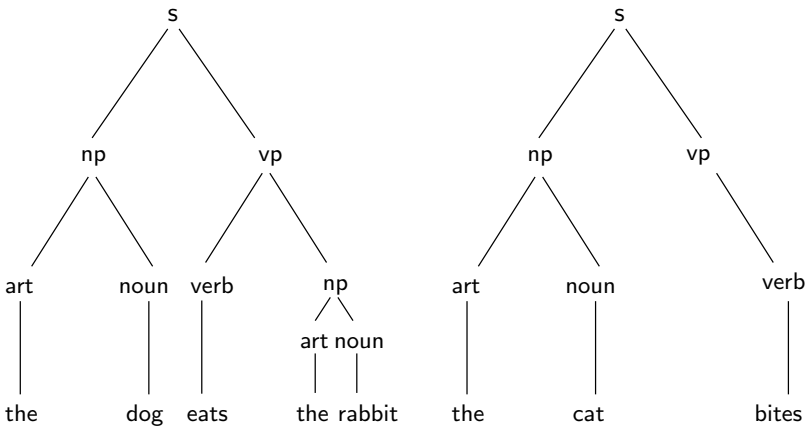 s s
np vp np vp
art noun verb np art noun verb
art noun
the dog eats the rabbit the cat bites